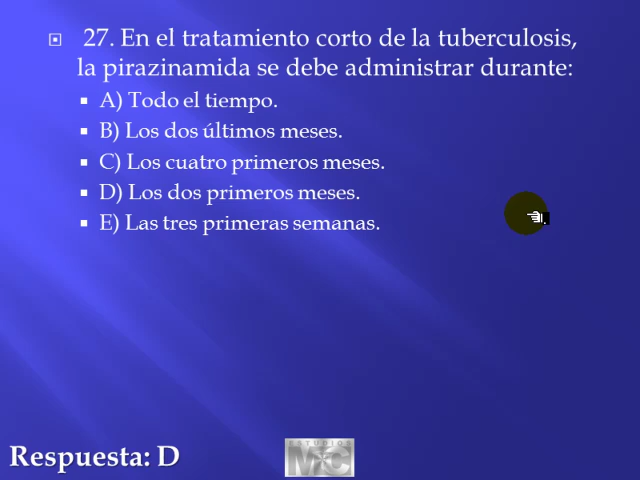 27. En el tratamiento corto de la tuberculosis,
la pirazinamida se debe administrar durante:
A) Todo el tiempo.
B) Los dos últimos meses.
C) Los cuatro primeros meses.
D) Los dos primeros meses.
E) Las tres primeras semanas.
Respuesta: D
ESTUDIOS
MC